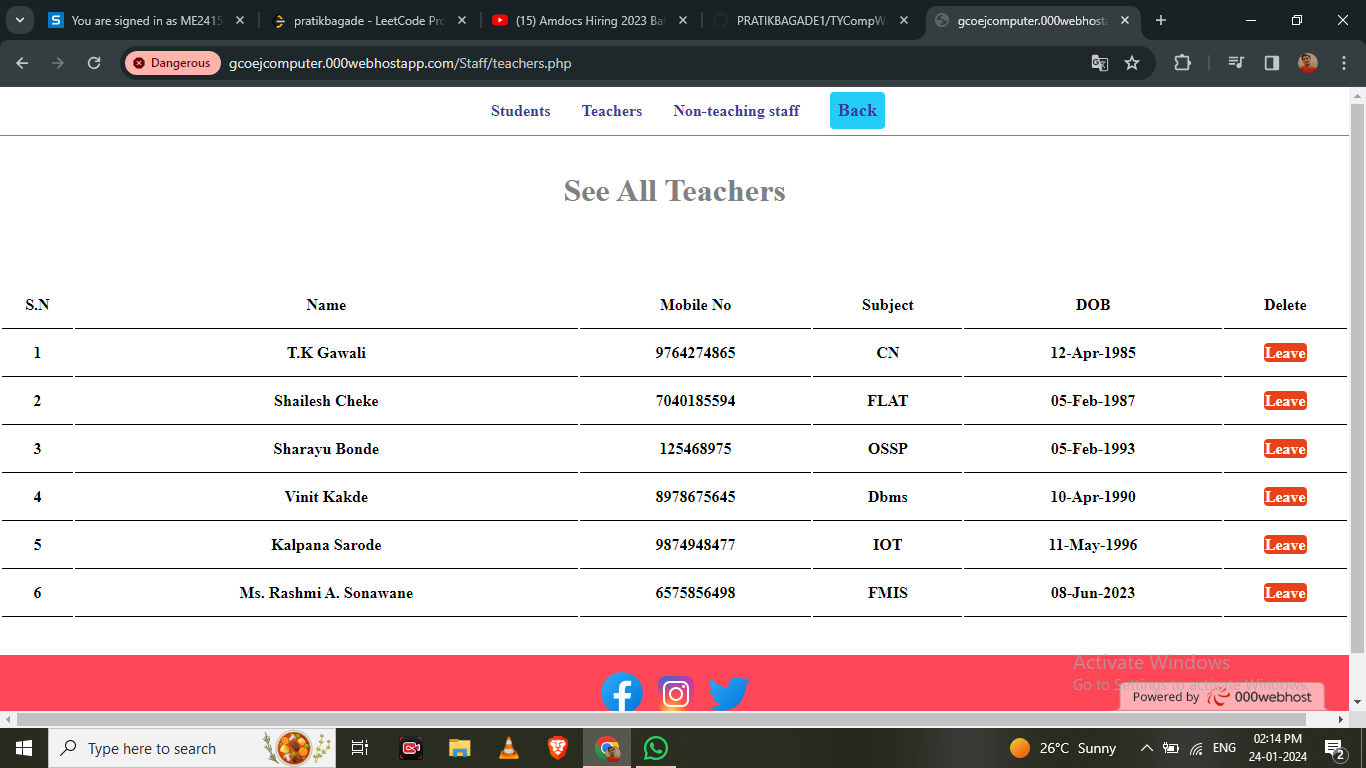 You are signed in as ME2415
pratikbagade - LeetCode Pro
(15) Amdocs Hiring 2023 Bat
PRATIKBAGADE1/TYCompW
gcoejcomputer.000webhosta
Dangerous gcoejcomputer.000webhostapp.com/Staff/teachers.php
Students Teachers Non-teaching staff Back
See All Teachers
S.N Name Mobile No Subject DOB Delete
1 T.K Gawali 9764274865 CN 12-Apr-1985 Leave
2 Shailesh Cheke 7040185594 FLAT 05-Feb-1987 Leave
3 Sharayu Bonde 125468975 OSSP 05-Feb-1993 Leave
4 Vinit Kakde 8978675645 Dbms 10-Apr-1990 Leave
5 Kalpana Sarode 9874948477 IOT 11-May-1996 Leave
6 Ms. Rashmi A. Sonawane 6575856498 FMIS 08-Jun-2023 Leave
Activate Windows
Go to Settings to activate Windows.
Powered by 000webhost
Type here to search
26°C Sunny
ENG
02:14 PM
24-01-2024
2